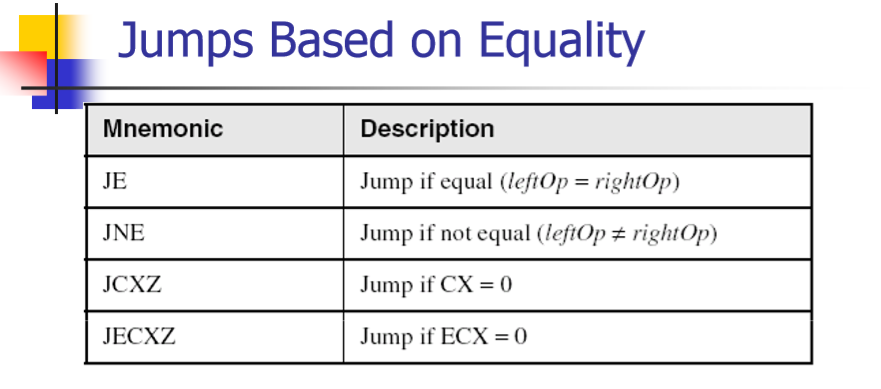 Jumps Based on Equality
Mnemonic Description
JE Jump if equal (leftOp = rightOp)
JNE Jump if not equal (leftOp ≠ rightOp)
JCXZ Jump if CX = 0
JECXZ Jump if ECX = 0